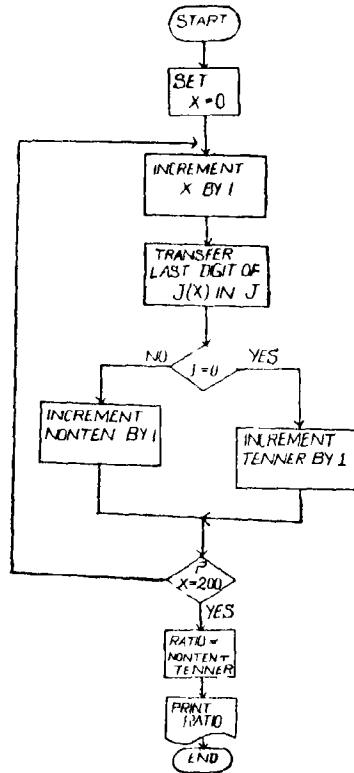 START
SET
X=0
INCREMENT
X BY 1
TRANSFER
LAST DIGIT OF
J(X) IN J
NO
J=0
YES
INCREMENT
NONTEN BY 1
INCREMENT
TENNER BY 1
P
X=200
YES
RATIO=
NONTEN÷
TENNER
PRINT
RATIO
END